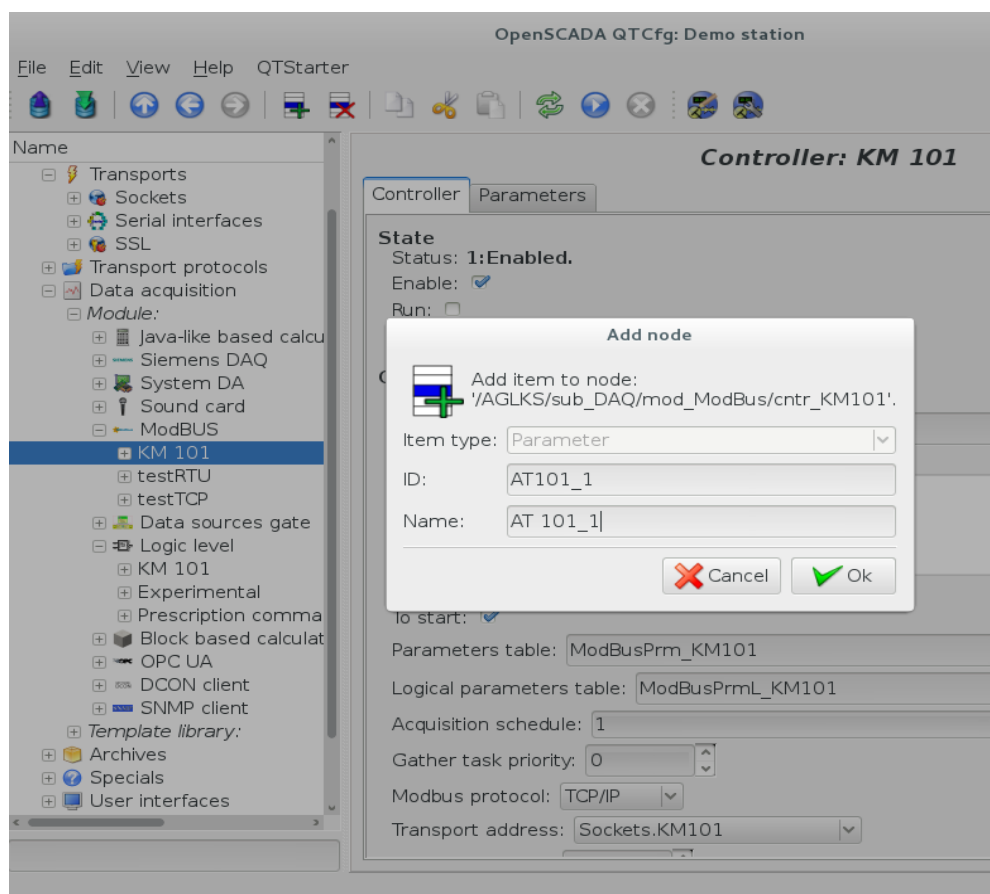 OpenSCADA QTCfg: Demo station
File Edit View Help QTStarter
Name
Transports
Sockets
Serial interfaces
SSL
Transport protocols
Data acquisition
Module:
Java-like based calcu
Siemens DAQ
System DA
Sound card
ModBUS
KM 101
testRTU
testTCP
Data sources gate
Logic level
KM 101
Experimental
Prescription comma
Block based calculat
OPC UA
DCON client
SNMP client
Template library:
Archives
Specials
User interfaces
Controller: KM 101
Controller Parameters
State
Status: 1:Enabled.
Enable:
Run:
Add node
Add item to node:
'/AGLKS/sub_DAQ/mod_ModBus/cntr_KM101'.
Item type: Parameter
ID: AT101_1
Name: AT 101_1
Cancel Ok
To start:
Parameters table: ModBusPrm_KM101
Logical parameters table: ModBusPrmL_KM101
Acquisition schedule: 1
Gather task priority: 0
Modbus protocol: TCP/IP
Transport address: Sockets.KM101